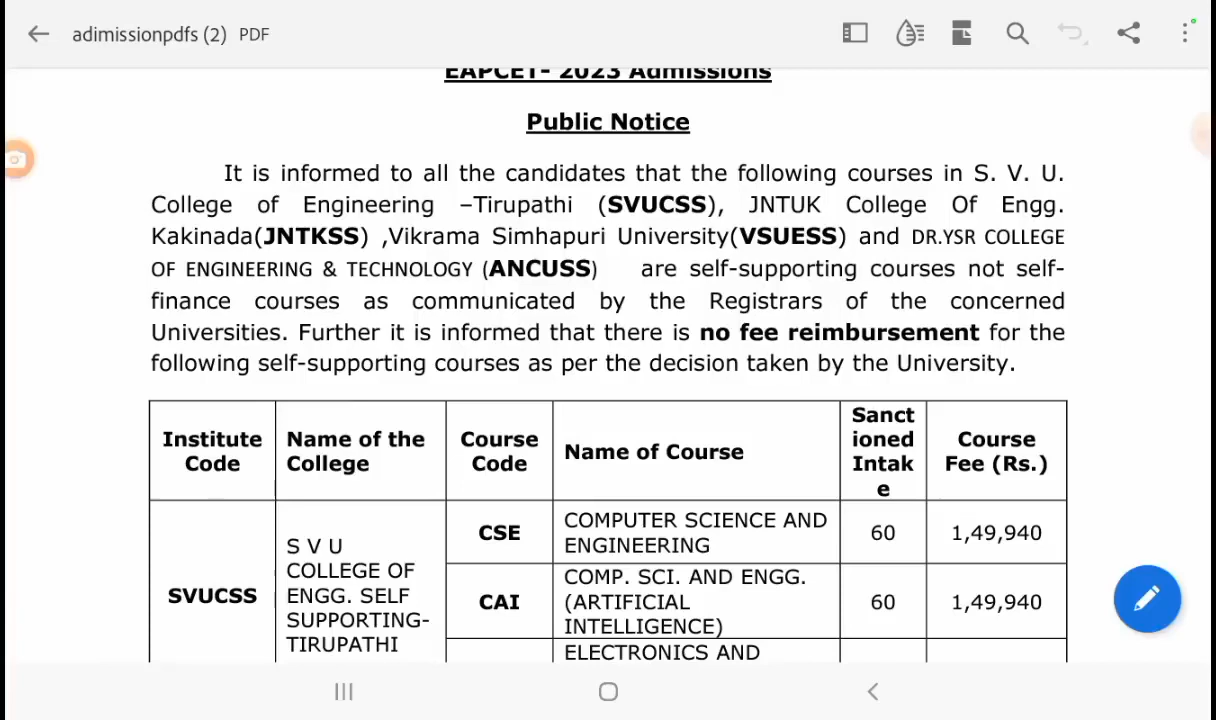 adimissionpdfs (2) PDF
EAPCET- 2023 Admissions
Public Notice
It is informed to all the candidates that the following courses in S. V. U.
College of Engineering –Tirupathi (SVUCSS), JNTUK College Of Engg.
Kakinada(JNTKSS) ,Vikrama Simhapuri University(VSUESS) and DR.YSR COLLEGE
OF ENGINEERING & TECHNOLOGY (ANCUSS) are self-supporting courses not self-
finance courses as communicated by the Registrars of the concerned
Universities. Further it is informed that there is no fee reimbursement for the
following self-supporting courses as per the decision taken by the University.
Institute Code
Name of the College
Course Code
Name of Course
Sanct
ioned
Intak
e
Course Fee (Rs.)
SVUCSS
S V U
COLLEGE OF
ENGG. SELF
SUPPORTING-
TIRUPATHI
CSE
COMPUTER SCIENCE AND
ENGINEERING
60
1,49,940
CAI
COMP. SCI. AND ENGG.
(ARTIFICIAL
INTELLIGENCE)
60
1,49,940
ELECTRONICS AND